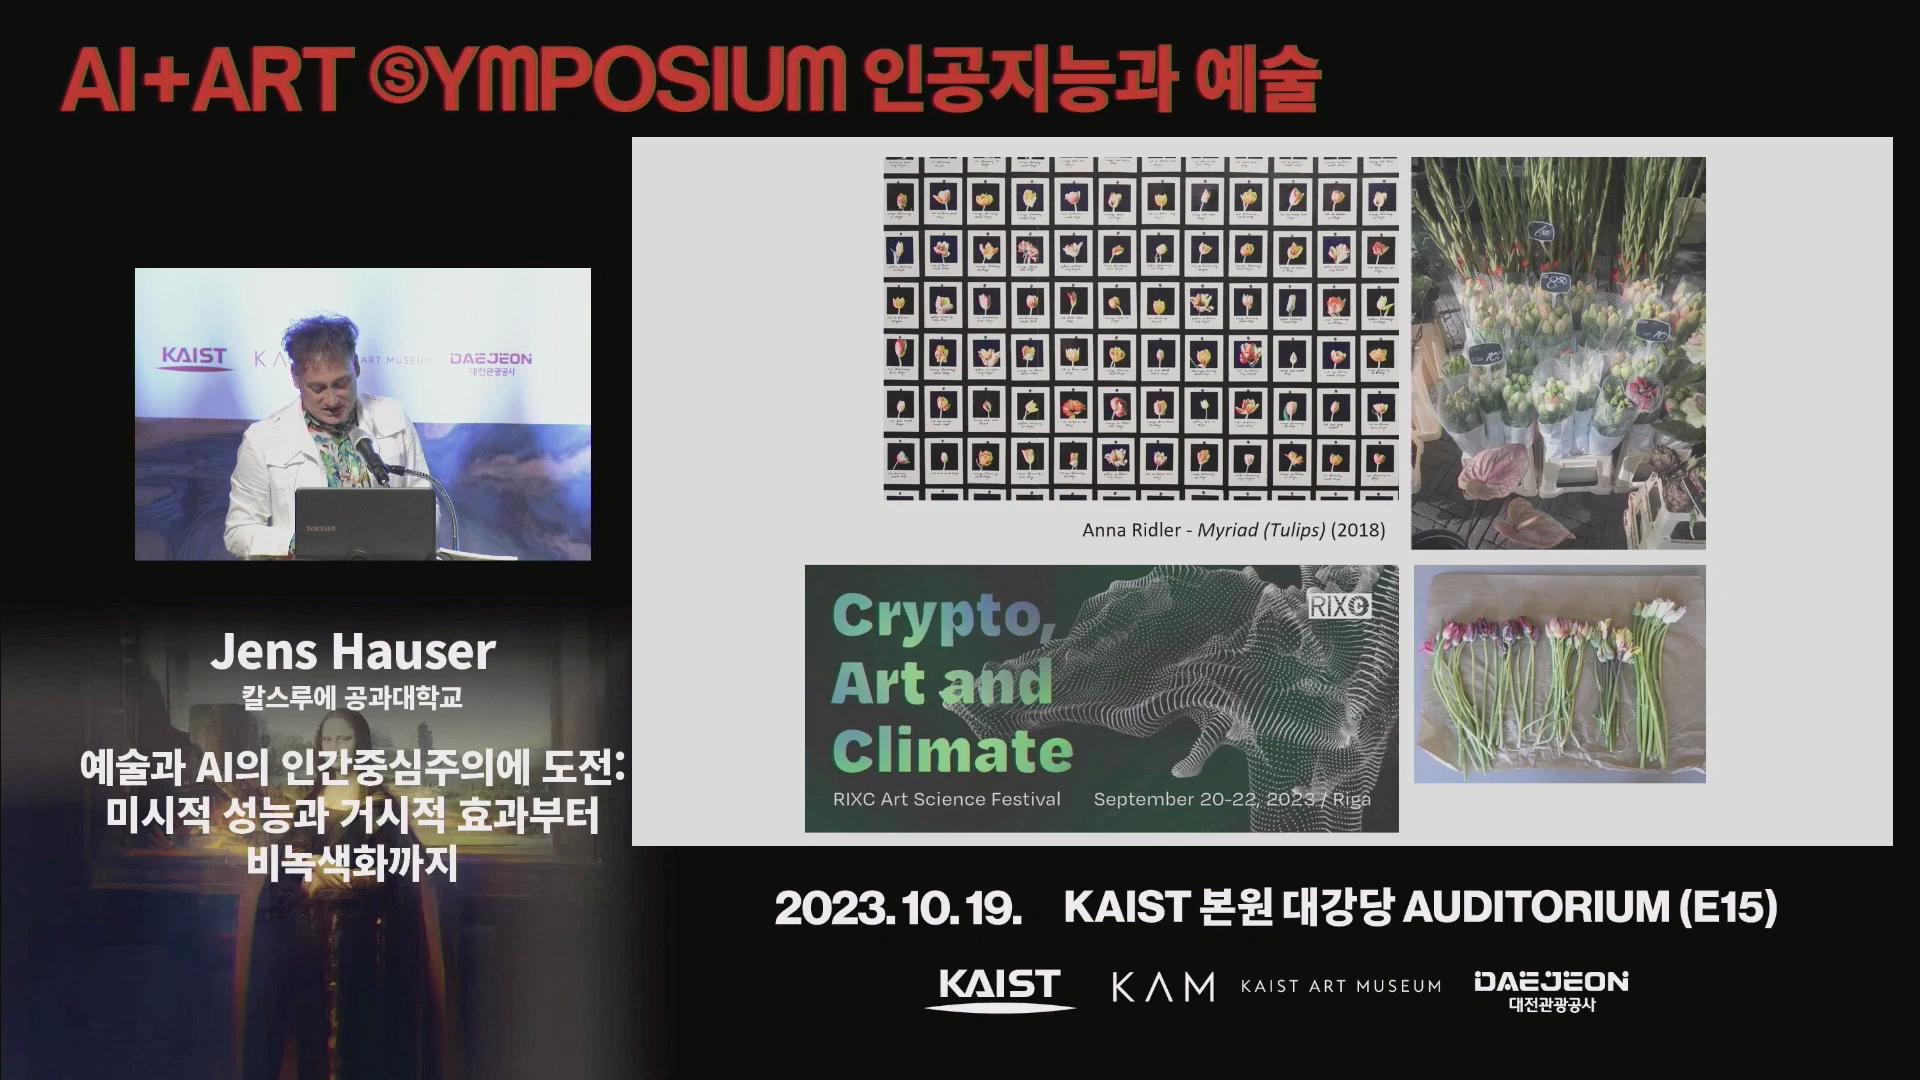 AI+ART SYMPOSIUM 인공지능과 예술
KAIST
ART MUSEUM
DAEJEON
대전관광공사
SAMSUNG
Anna Ridler - Myriad (Tulips) (2018)
Crypto,
Art and
Climate
RIXC
RIXC Art Science Festival September 20-22, 2023 / Riga
Jens Hauser
칼스루에 공과대학교
예술과 AI의 인간중심주의에 도전:
미시적 성능과 거시적 효과부터
비녹색화까지
2023.10.19. KAIST 본원 대강당 AUDITORIUM (E15)
KAIST
KAM KAIST ART MUSEUM
DAEJEON
대전관광공사